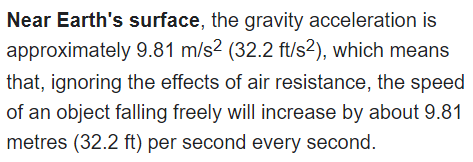 Near Earth's surface, the gravity acceleration is
approximately 9.81 m/s2 (32.2 ft/s2), which means
that, ignoring the effects of air resistance, the speed
of an object falling freely will increase by about 9.81
metres (32.2 ft) per second every second.